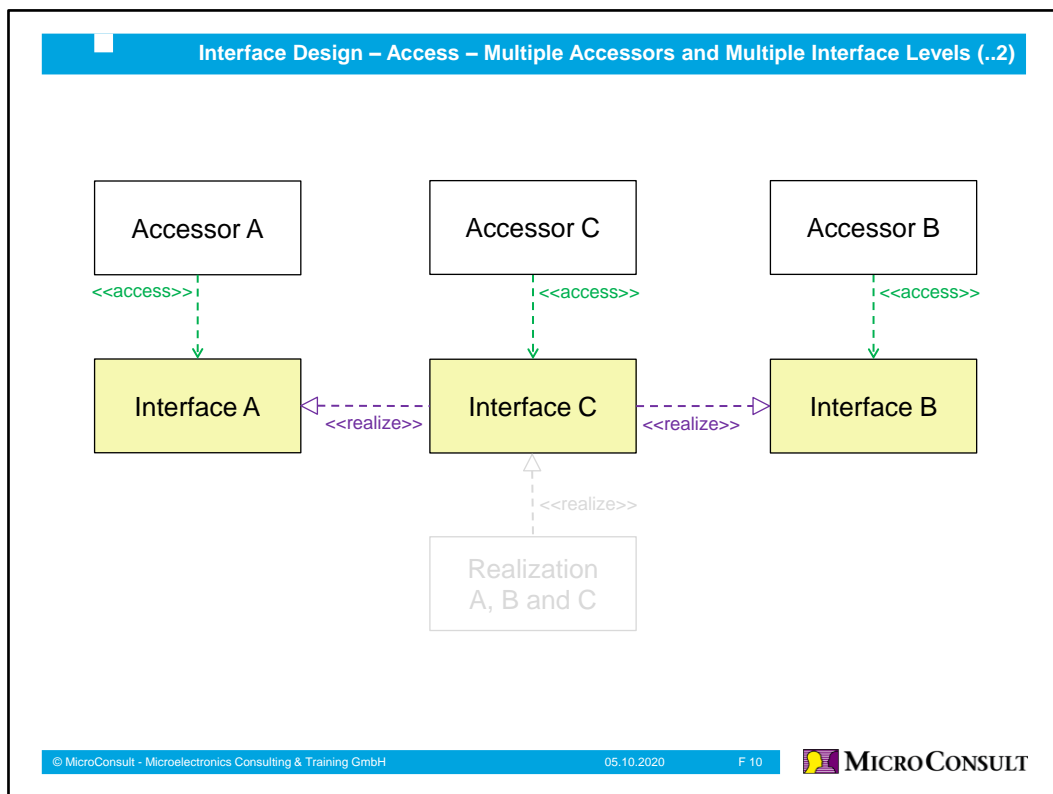 Interface Design – Access – Multiple Accessors and Multiple Interface Levels (..2)
Accessor A
Accessor C
Accessor B
<<access>>
<<access>>
<<access>>
Interface A
Interface C
Interface B
<<realize>>
<<realize>>
<<realize>>
Realization
A, B and C
© MicroConsult - Microelectronics Consulting & Training GmbH
05.10.2020
F 10
MICROCONSULT